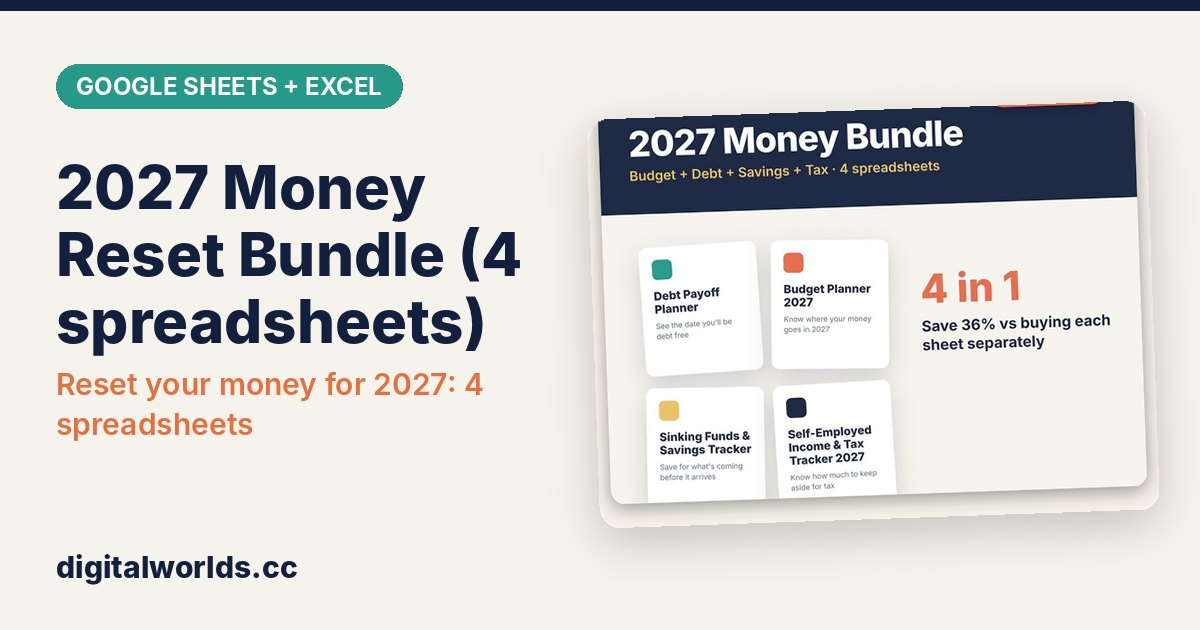 GOOGLE SHEETS + EXCEL
2027 Money
Reset Bundle (4
spreadsheets)
Reset your money for 2027: 4
spreadsheets
digitalworlds.cc
2027 Money Bundle
Budget + Debt + Savings + Tax · 4 spreadsheets
Debt Payoff
Planner
See the date you'll be
debt free
Budget Planner
2027
Know where your money
goes in 2027
4 in 1
Save 36% vs buying each
sheet separately
Sinking Funds &
Savings Tracker
Save for what's coming
before it arrives
Self-Employed
Income & Tax
Tracker 2027
Know how much to keep
aside for tax